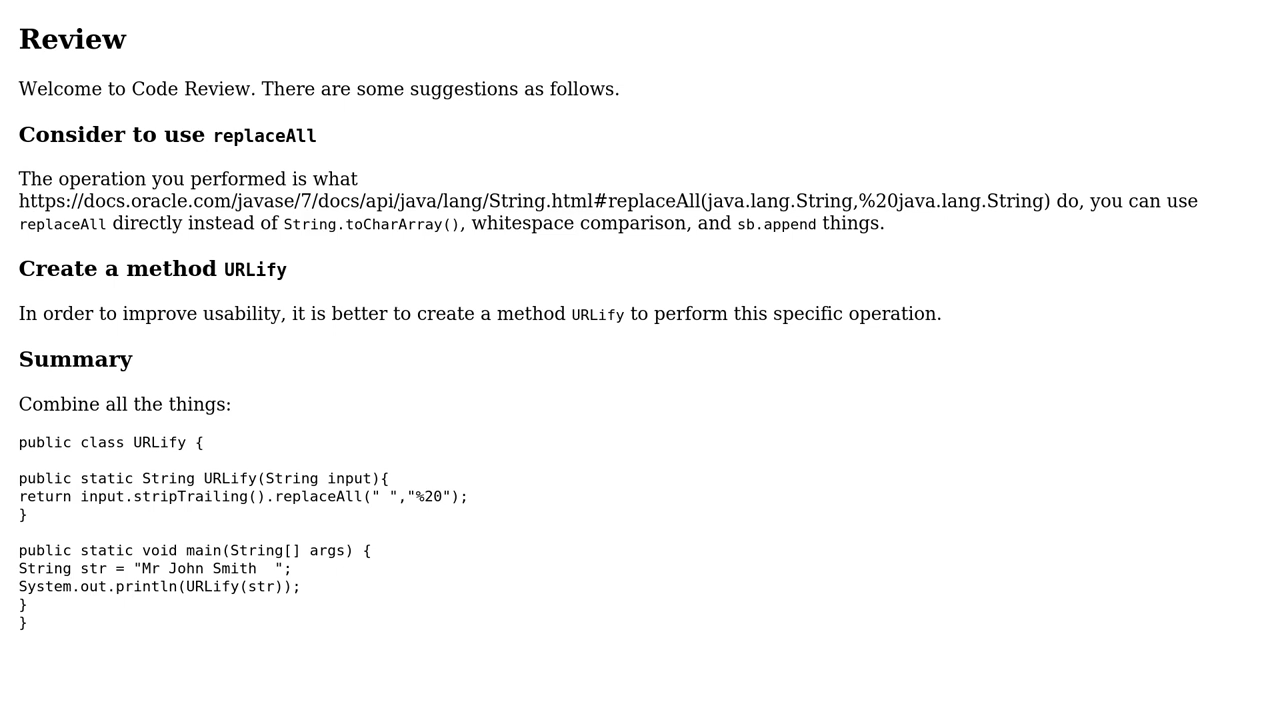 Review
Welcome to Code Review. There are some suggestions as follows.
Consider to use replaceAll
The operation you performed is what
https://docs.oracle.com/javase/7/docs/api/java/lang/String.html#replaceAll(java.lang.String,%20java.lang.String) do, you can use
replaceAll directly instead of String.toCharArray(), whitespace comparison, and sb.append things.
Create a method URLify
In order to improve usability, it is better to create a method URLify to perform this specific operation.
Summary
Combine all the things:
public class URLify {
public static String URLify(String input){
return input.stripTrailing().replaceAll(" ","%20");
}
public static void main(String[] args) {
String str = "Mr John Smith  ";
System.out.println(URLify(str));
}
}